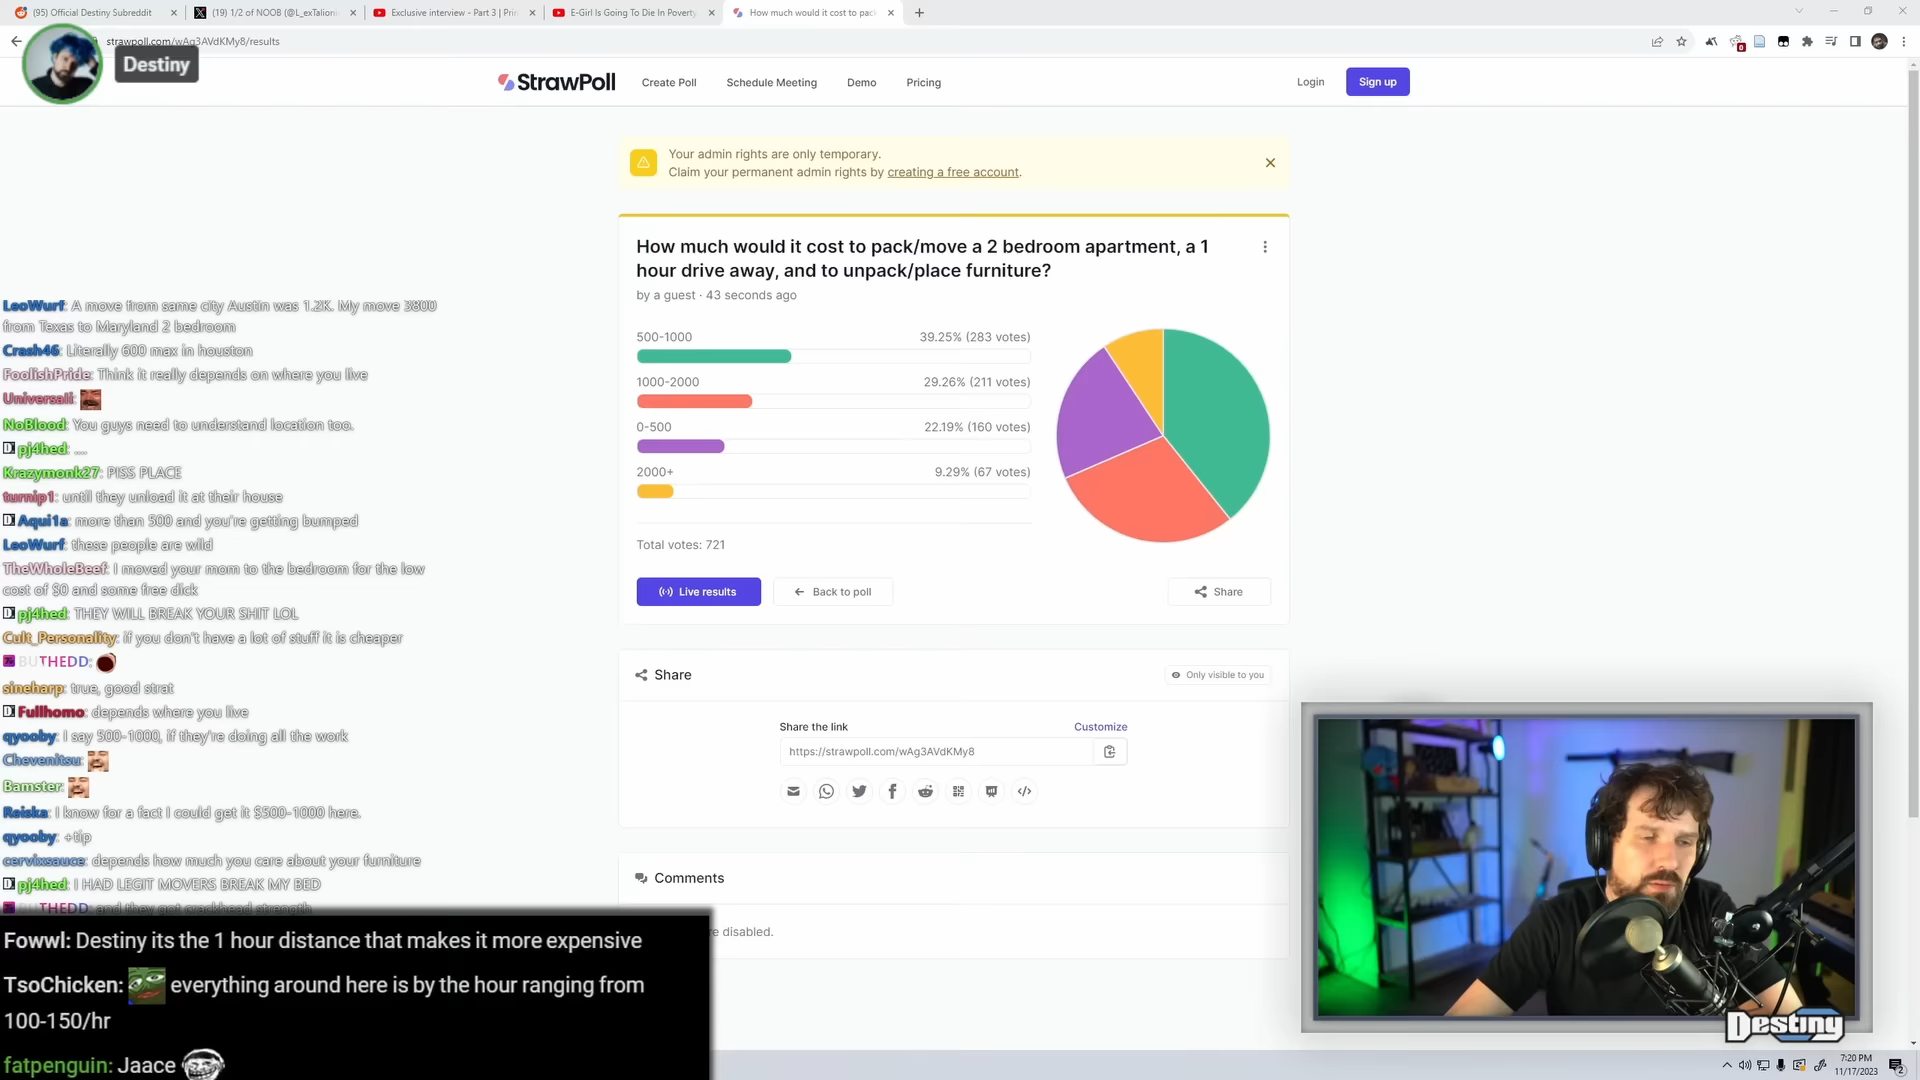 (95) Official Destiny Subreddit
(19) 1/2 of NOOB (@L_exTalioni
Exclusive interview - Part 3 | Prin
E-Girl Is Going To Die In Poverty
How much would it cost to pack
strawpoll.com/wAg3AVdKMy8/results
Destiny
StrawPoll
Create Poll
Schedule Meeting
Demo
Pricing
Login
Sign up
Your admin rights are only temporary.
Claim your permanent admin rights by creating a free account.
How much would it cost to pack/move a 2 bedroom apartment, a 1
hour drive away, and to unpack/place furniture?
by a guest · 43 seconds ago
500-1000 39.25% (283 votes)
1000-2000 29.26% (211 votes)
0-500 22.19% (160 votes)
2000+ 9.29% (67 votes)
Total votes: 721
Live results
Back to poll
Share
Share
Only visible to you
Share the link
Customize
https://strawpoll.com/wAg3AVdKMy8
Comments
re disabled.
LeoWurf: A move from same city Austin was 1.2K. My move 3800
from Texas to Maryland 2 bedroom
Crash46: Literally 600 max in houston
FoolishPride: Think it really depends on where you live
Universali:
NoBlood: You guys need to understand location too.
pj4hed: ....
Krazymonk27: PISS PLACE
turnip1: until they unload it at their house
Aqui1a: more than 500 and you're getting bumped
LeoWurf: these people are wild
TheWholeBeef: I moved your mom to the bedroom for the low
cost of $0 and some free dick
pj4hed: THEY WILL BREAK YOUR SHIT LOL
Cult_Personality: if you don't have a lot of stuff it is cheaper
BUTHEDD:
sineharp: true, good strat
Fullhomo: depends where you live
qyooby: I say 500-1000, if they're doing all the work
Chevenitsu:
Bamster:
Reiska: I know for a fact I could get it $500-1000 here.
qyooby: +tip
cervixsauce: depends how much you care about your furniture
pj4hed: I HAD LEGIT MOVERS BREAK MY BED
BUTHEDD: and they got crackhead strength
Fowwl: Destiny its the 1 hour distance that makes it more expensive
TsoChicken: everything around here is by the hour ranging from
100-150/hr
fatpenguin: Jaace
Destiny
7:20 PM
11/17/2023